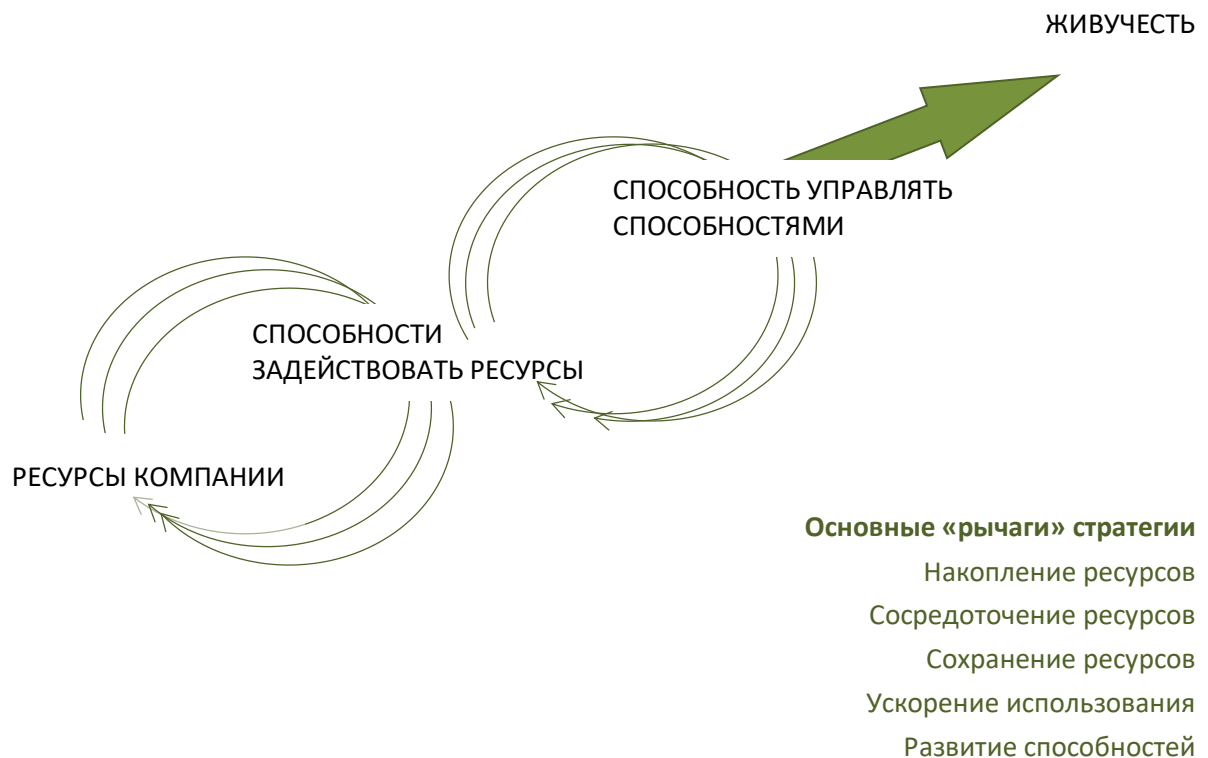 ЖИВУЧЕСТЬ
СПОСОБНОСТЬ УПРАВЛЯТЬ
СПОСОБНОСТЯМИ
СПОСОБНОСТИ
ЗАДЕЙСТВОВАТЬ РЕСУРСЫ
РЕСУРСЫ КОМПАНИИ
Основные «рычаги» стратегии
Накопление ресурсов
Сосредоточение ресурсов
Сохранение ресурсов
Ускорение использования
Развитие способностей